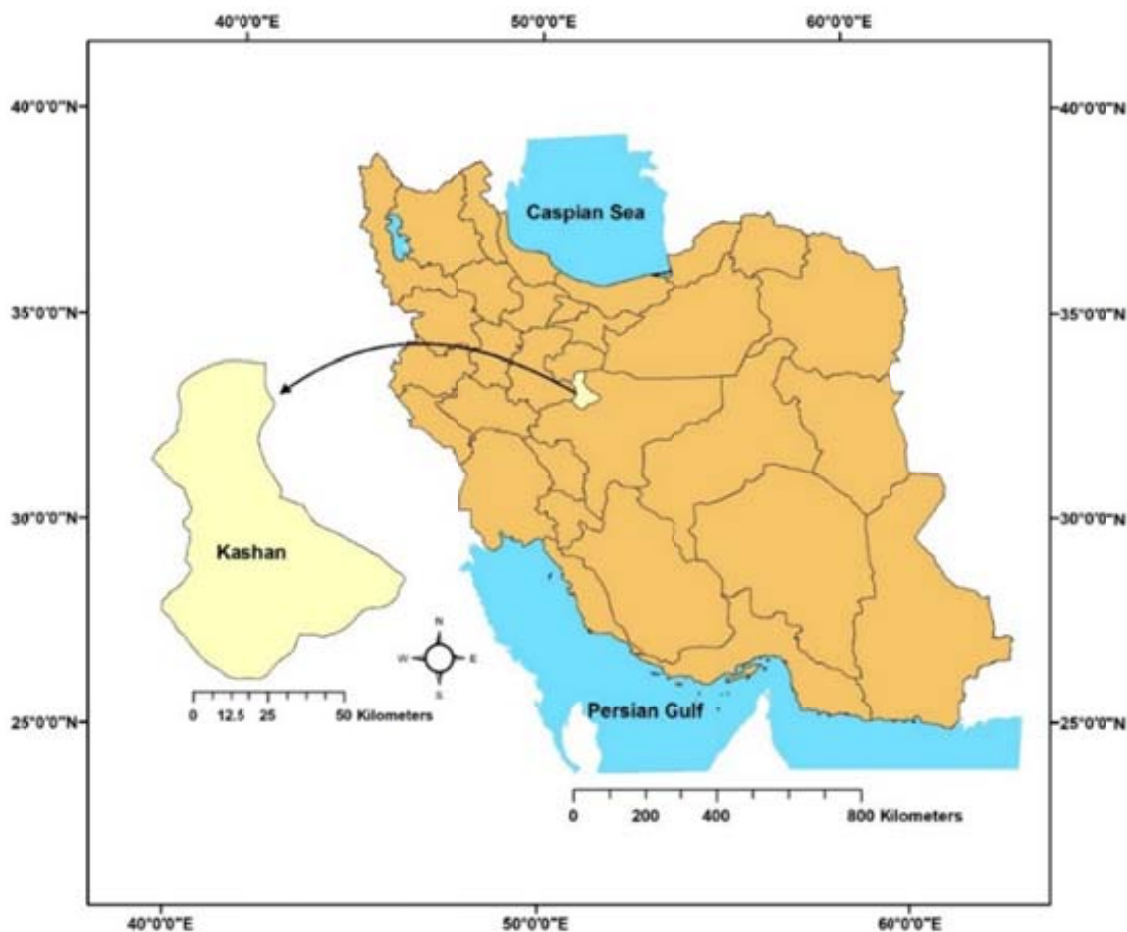 40°0'0"E 50°0'0"E 60°0'0"E
40°0'0"N 40°0'0"N
Caspian Sea
35°0'0"N 35°0'0"N
30°0'0"N 30°0'0"N
Kashan
N
W E
S
0 12.5 25 50 Kilometers
Persian Gulf
25°0'0"N 25°0'0"N
0 200 400 800 Kilometers
40°0'0"E 50°0'0"E 60°0'0"E